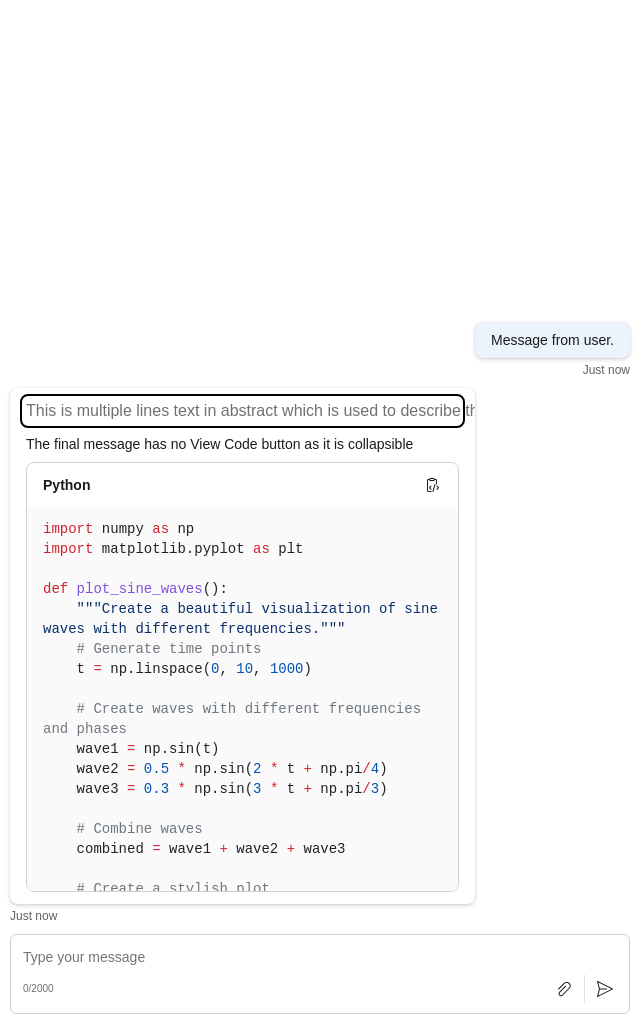 Message from user.
Just now
This is multiple lines text in abstract which is used to describe th
The final message has no View Code button as it is collapsible
Python
import numpy as np
import matplotlib.pyplot as plt
def plot_sine_waves():
    """Create a beautiful visualization of sine
waves with different frequencies."""
    # Generate time points
    t = np.linspace(0, 10, 1000)
    # Create waves with different frequencies
and phases
    wave1 = np.sin(t)
    wave2 = 0.5 * np.sin(2 * t + np.pi/4)
    wave3 = 0.3 * np.sin(3 * t + np.pi/3)
    # Combine waves
    combined = wave1 + wave2 + wave3
    # Create a stylish plot
Just now
Type your message
0/2000